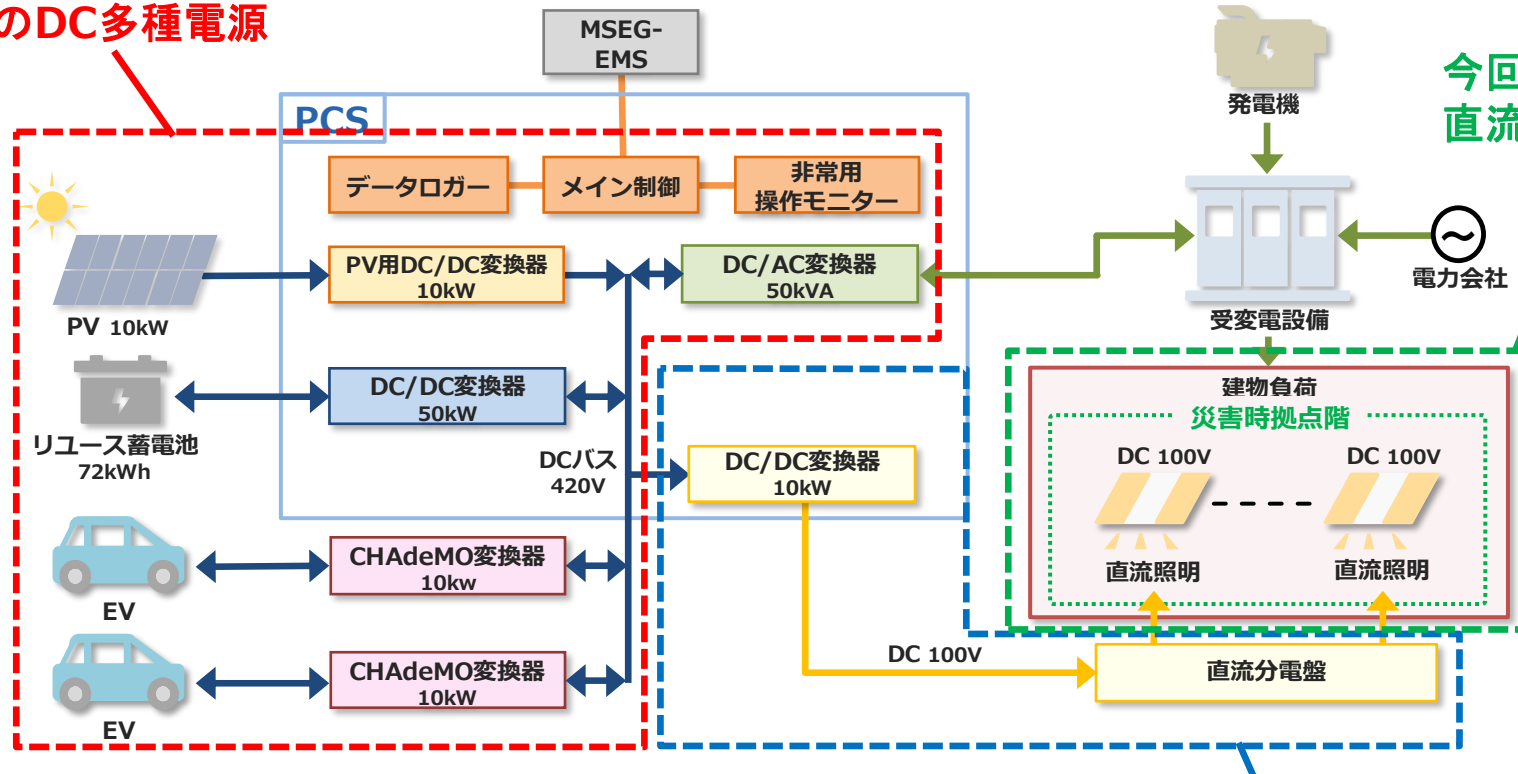 のDC多種電源
MSEG-
EMS
発電機
今回
直流
PCS
データロガー
メイン制御
非常用
操作モニター
PV用DC/DC変換器
10kW
DC/AC変換器
50kVA
電力会社
PV 10kW
受変電設備
DC/DC変換器
50kW
リユース蓄電池
72kWh
建物負荷
災害時拠点階
DCバス
420V
DC/DC変換器
10kW
DC 100V
DC 100V
CHAdeMO変換器
10kw
EV
直流照明
直流照明
CHAdeMO変換器
10kW
EV
DC 100V
直流分電盤